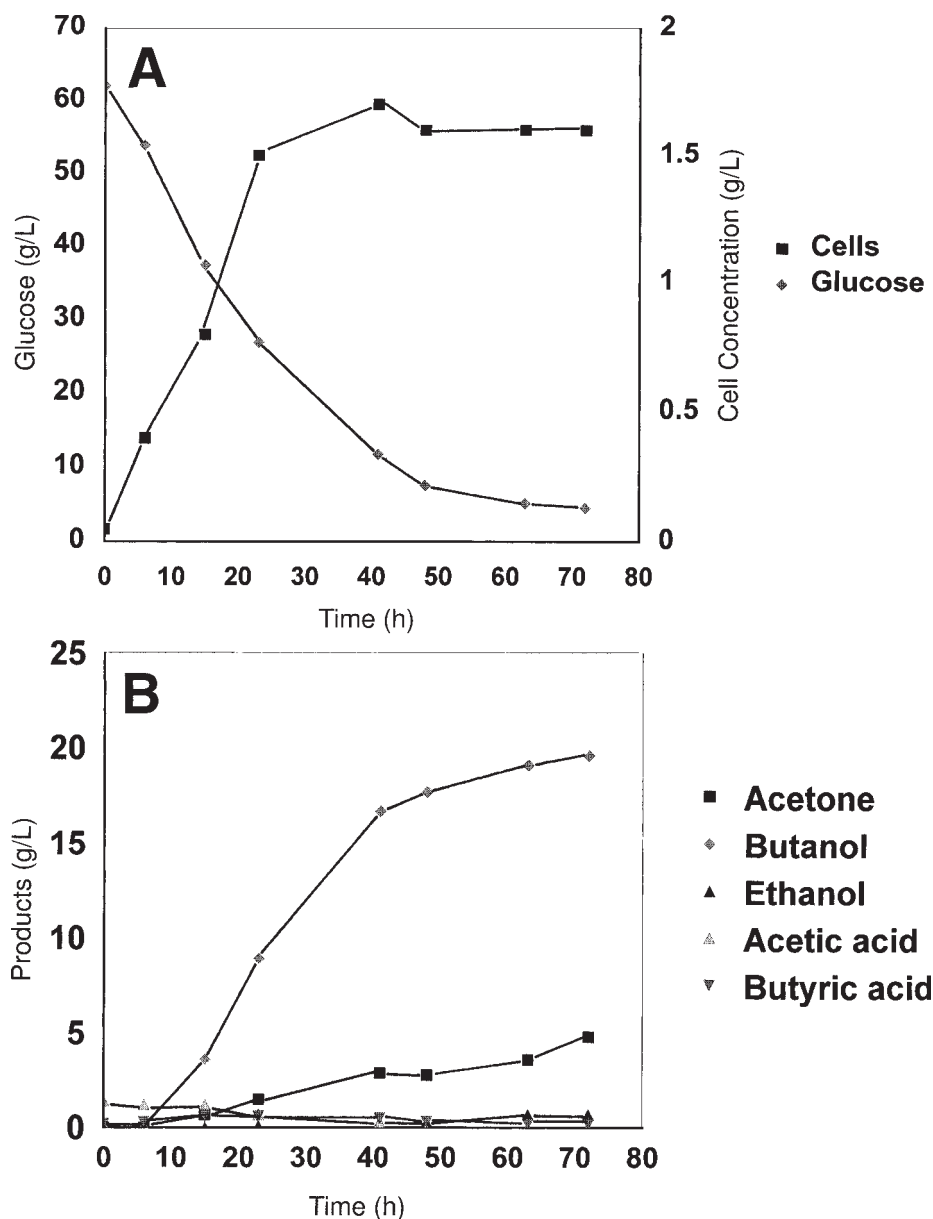 A
70
60
50
40
30
20
10
0
Glucose (g/L)
2
1.5
1
0.5
0
Cell Concentration (g/L)
0 10 20 30 40 50 60 70 80
Time (h)
Cells
Glucose
B
25
20
15
10
5
0
Products (g/L)
0 10 20 30 40 50 60 70 80
Time (h)
Acetone
Butanol
Ethanol
Acetic acid
Butyric acid